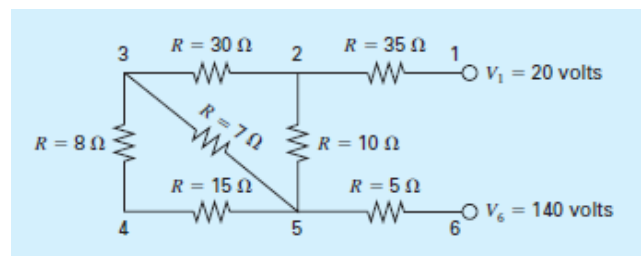 R = 30 Ω
R = 35 Ω
3
2
1
V₁ = 20 volts
R = 7 Ω
R = 8 Ω
R = 10 Ω
R = 15 Ω
R = 5 Ω
V₆ = 140 volts
4
5
6